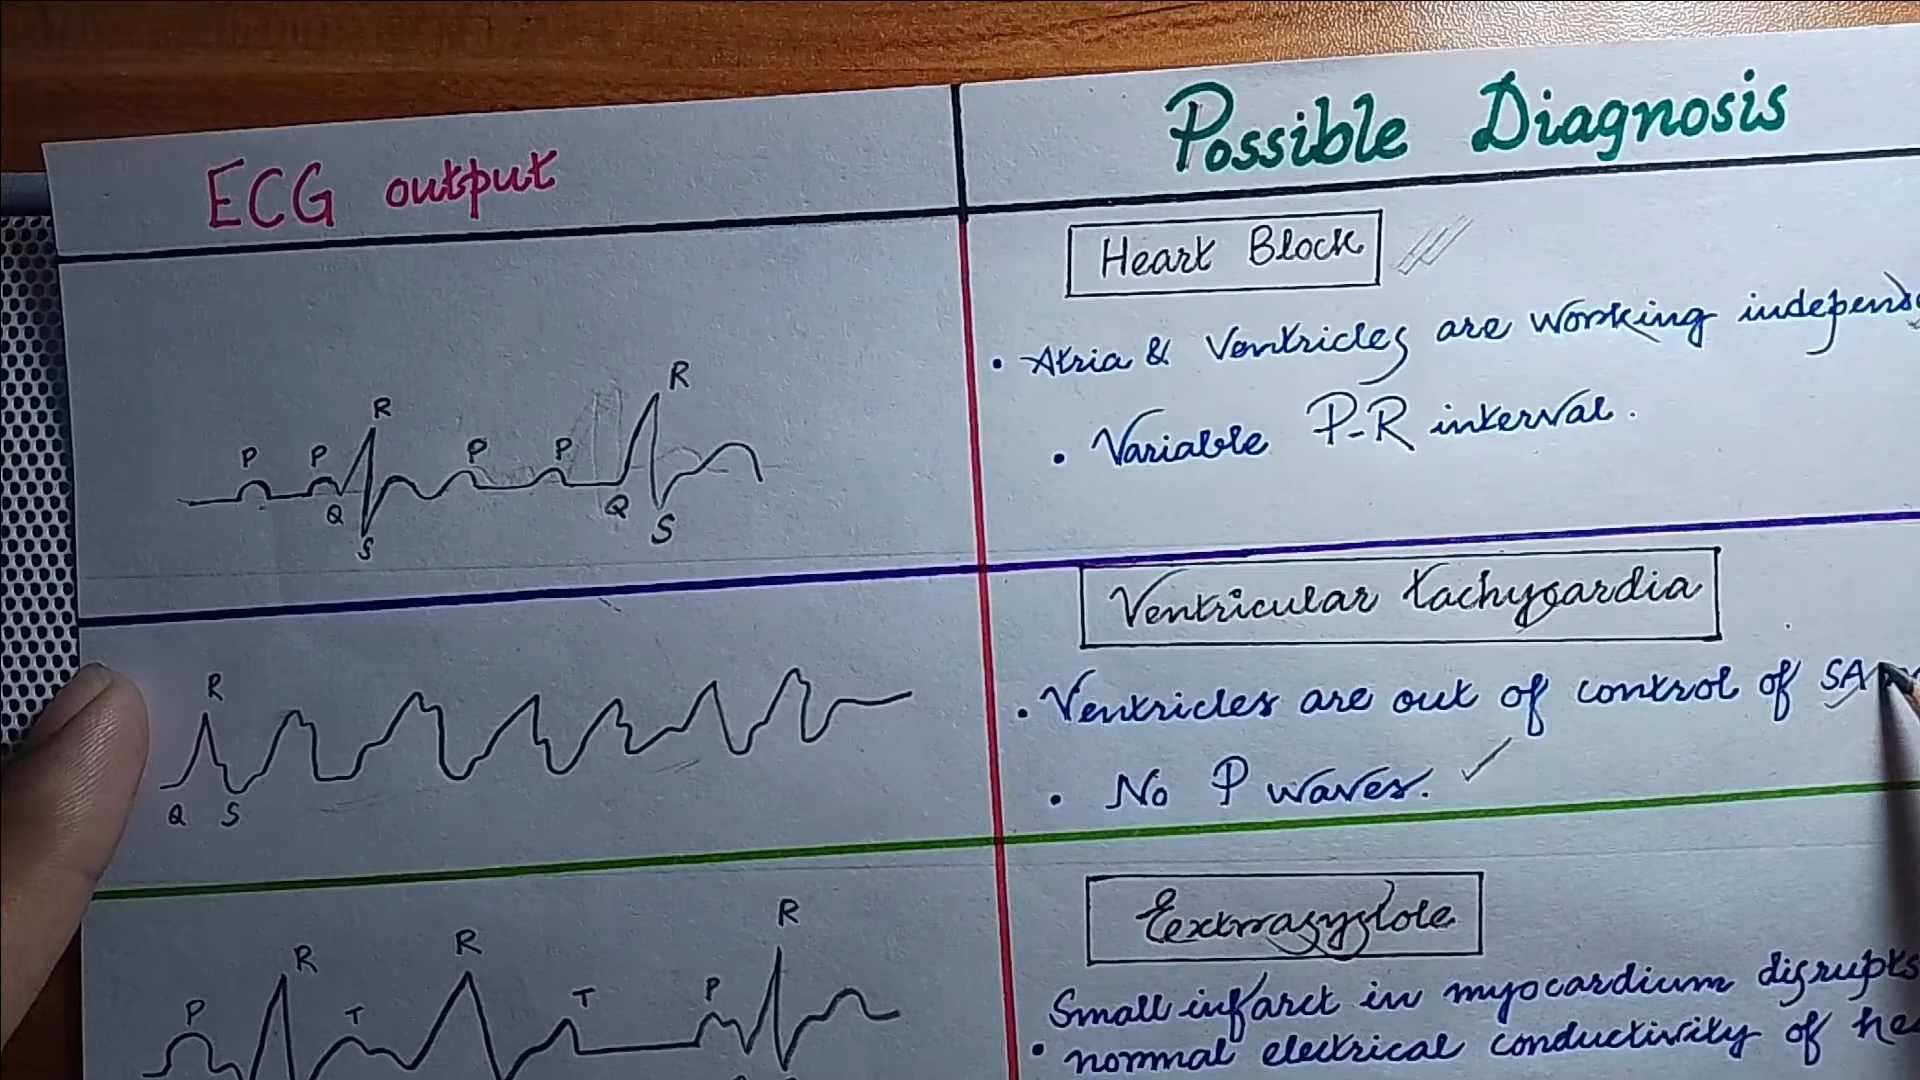 ECG output
Possible Diagnosis
Heart Block
• Atria & Ventricles are working
• Variable P-R interval.
R
R
P P P P
Q
S
Q
S
Ventricular tachycardia
• Ventricles are out of control of SA
• No P waves.
R
Q S
Eextrasystole
Small infarct in myocardium disrupts
• normal electrical conductivity of
R
R
R
P
T
T
P